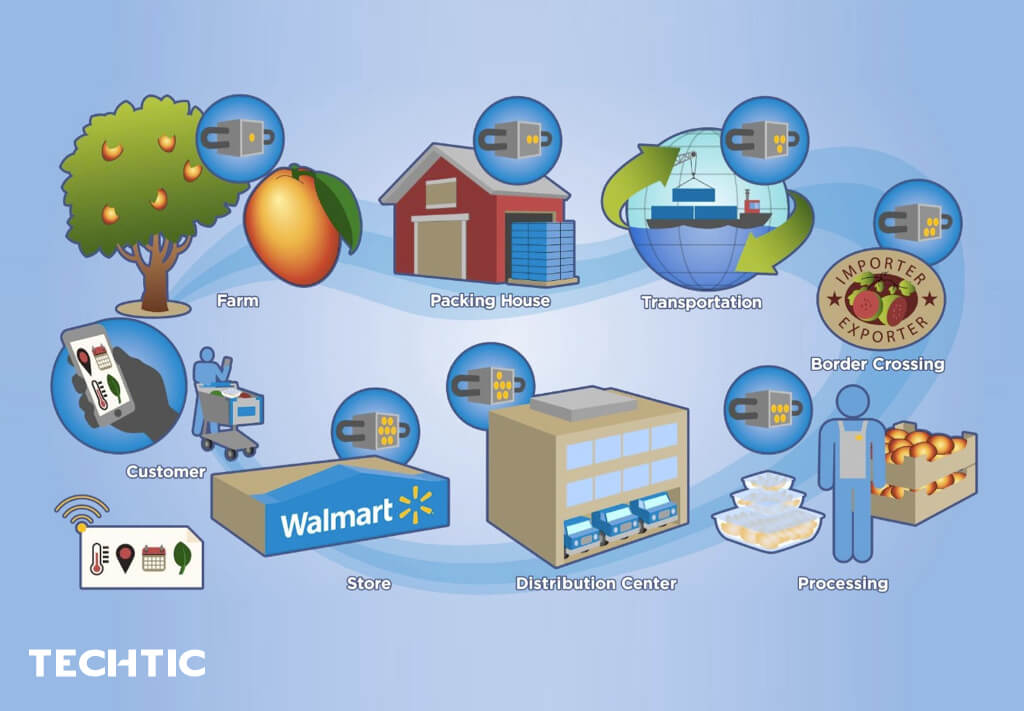 Farm
Packing House
Transportation
IMPORTER
EXPORTER
Border Crossing
Customer
Walmart
Store
Distribution Center
Processing
TECHTIC